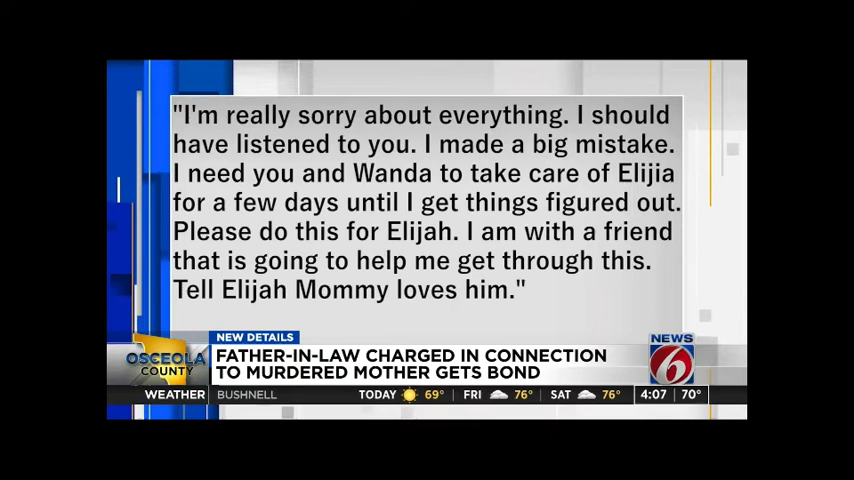 "I'm really sorry about everything. I should
have listened to you. I made a big mistake.
I need you and Wanda to take care of Elijia
for a few days until I get things figured out.
Please do this for Elijah. I am with a friend
that is going to help me get through this.
Tell Elijah Mommy loves him."
NEW DETAILS
OSCEOLA
COUNTY
FATHER-IN-LAW CHARGED IN CONNECTION
TO MURDERED MOTHER GETS BOND
NEWS
6
WEATHER BUSHNELL TODAY 69° FRI 76° SAT 76° 4:07 70°